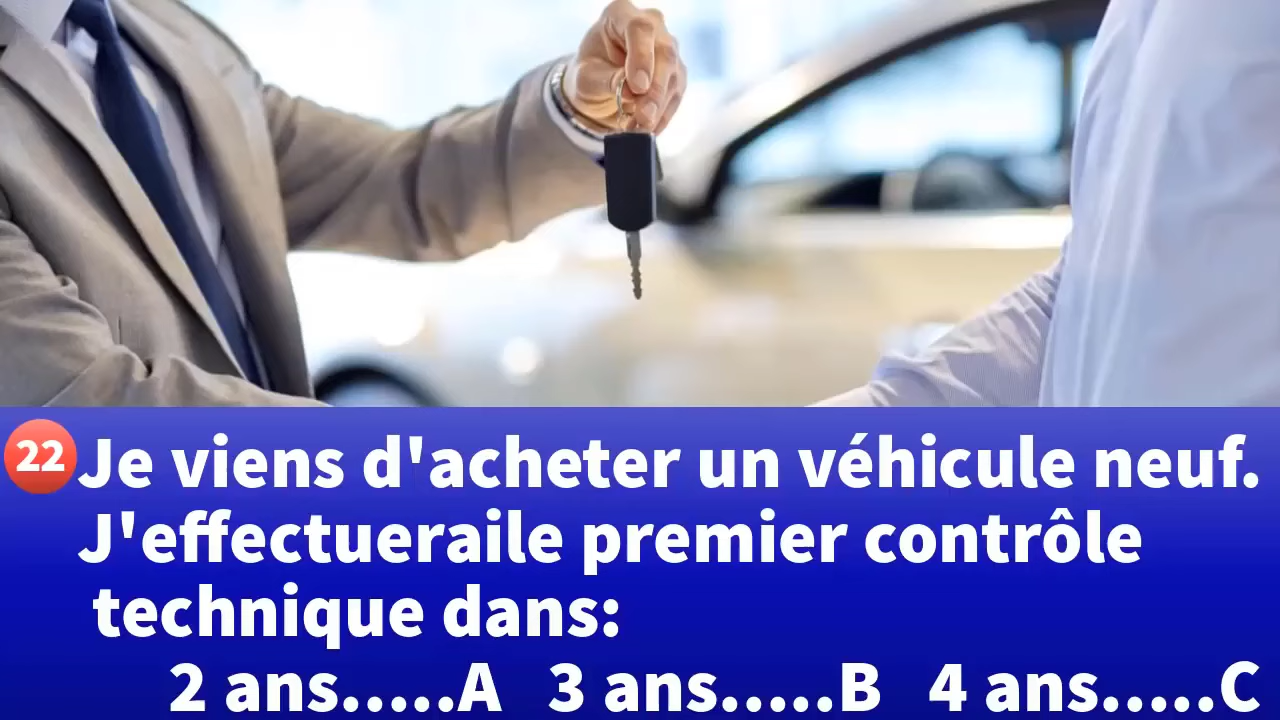 22 Je viens d'acheter un véhicule neuf.
J'effectueraile premier contrôle
technique dans:
2 ans.....A 3 ans.....B 4 ans.....C